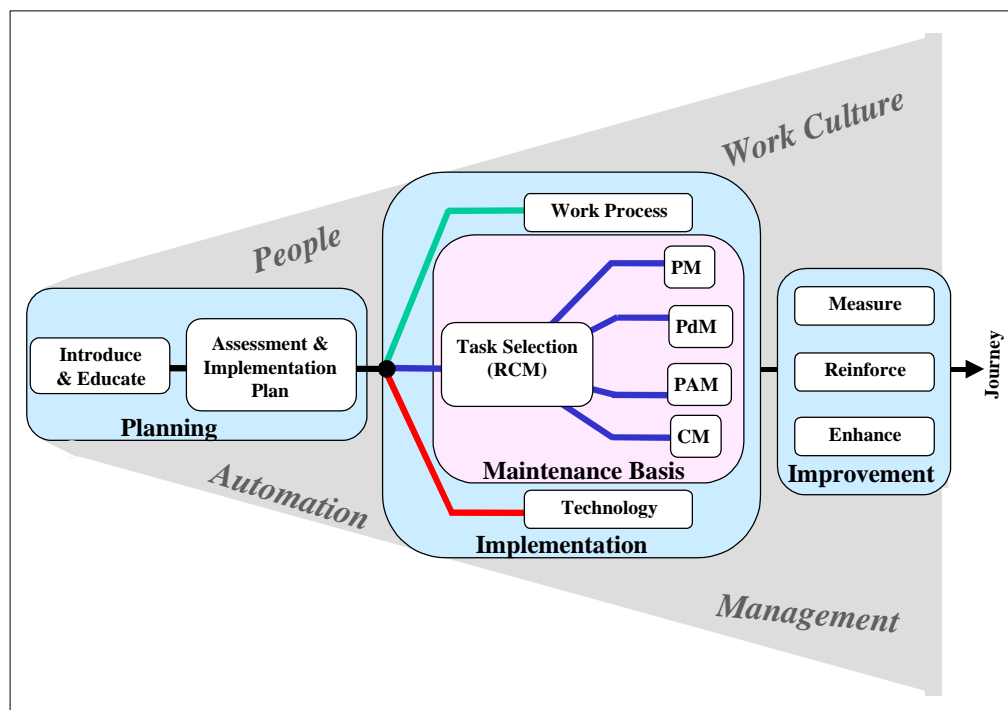 Work Culture
People
Automation
Management
Introduce
& Educate
Assessment &
Implementation
Plan
Planning
Work Process
Task Selection
(RCM)
PM
PdM
PAM
CM
Maintenance Basis
Technology
Implementation
Measure
Reinforce
Enhance
Improvement
Journey